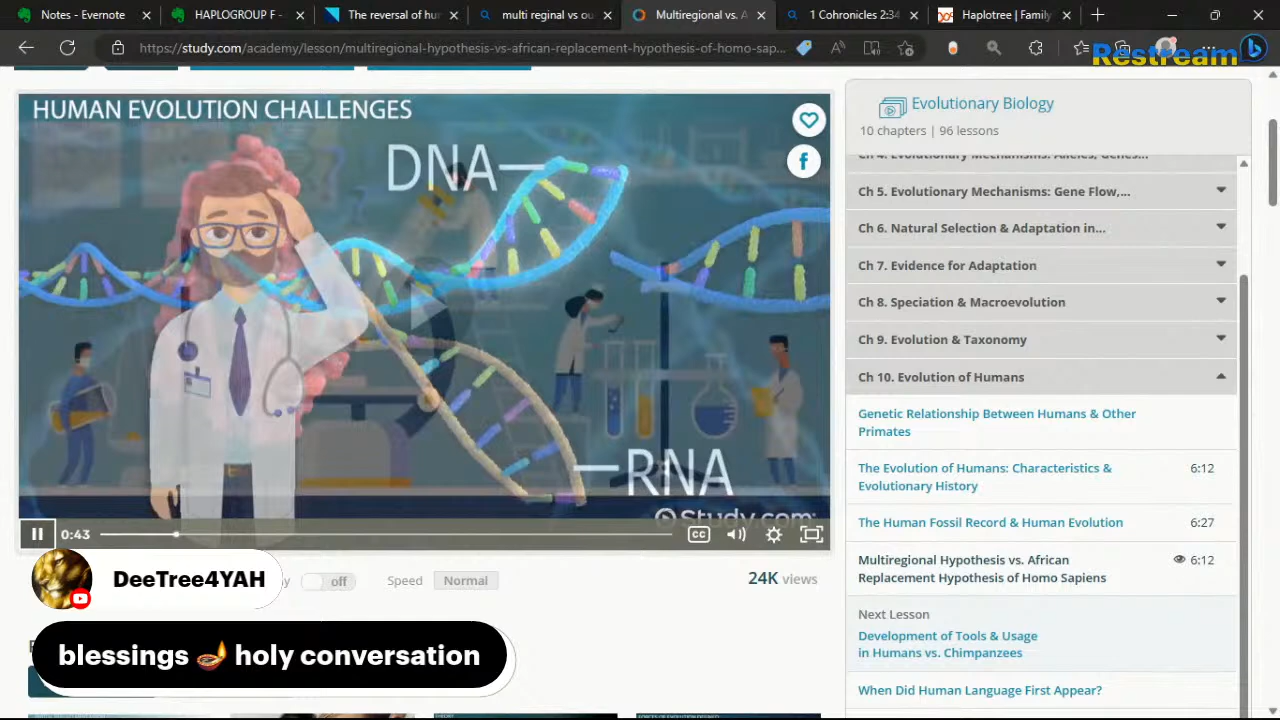 Notes - Evernote
HAPLOGROUP F -
The reversal of hu
multi reginal vs ou
Multiregional vs. A
1 Cohronicles 2:34
Haplotree | Family
https://study.com/academy/lesson/multiregional-hypothesis-vs-african-replacement-hypothesis-of-homo-sap...
Restream
HUMAN EVOLUTION CHALLENGES
DNA
RNA
Study.com
0:43
CC
off
Speed
Normal
24K views
DeeTree4YAH
blessings 🪔 holy conversation
Evolutionary Biology
10 chapters | 96 lessons
Ch 4. Evolutionary Mechanisms: Alleles, Genes...
Ch 5. Evolutionary Mechanisms: Gene Flow,...
Ch 6. Natural Selection & Adaptation in...
Ch 7. Evidence for Adaptation
Ch 8. Speciation & Macroevolution
Ch 9. Evolution & Taxonomy
Ch 10. Evolution of Humans
Genetic Relationship Between Humans & Other
Primates
The Evolution of Humans: Characteristics & 6:12
Evolutionary History
The Human Fossil Record & Human Evolution 6:27
Multiregional Hypothesis vs. African 6:12
Replacement Hypothesis of Homo Sapiens
Next Lesson
Development of Tools & Usage
in Humans vs. Chimpanzees
When Did Human Language First Appear?